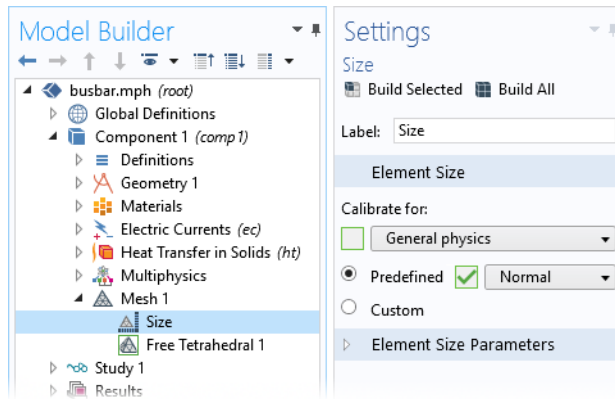 Model Builder
busbar.mph (root)
Global Definitions
Component 1 (comp1)
Definitions
Geometry 1
Materials
Electric Currents (ec)
Heat Transfer in Solids (ht)
Multiphysics
Mesh 1
Size
Free Tetrahedral 1
Study 1
Results
Settings
Size
Build Selected Build All
Label: Size
Element Size
Calibrate for:
General physics
Predefined Normal
Custom
Element Size Parameters